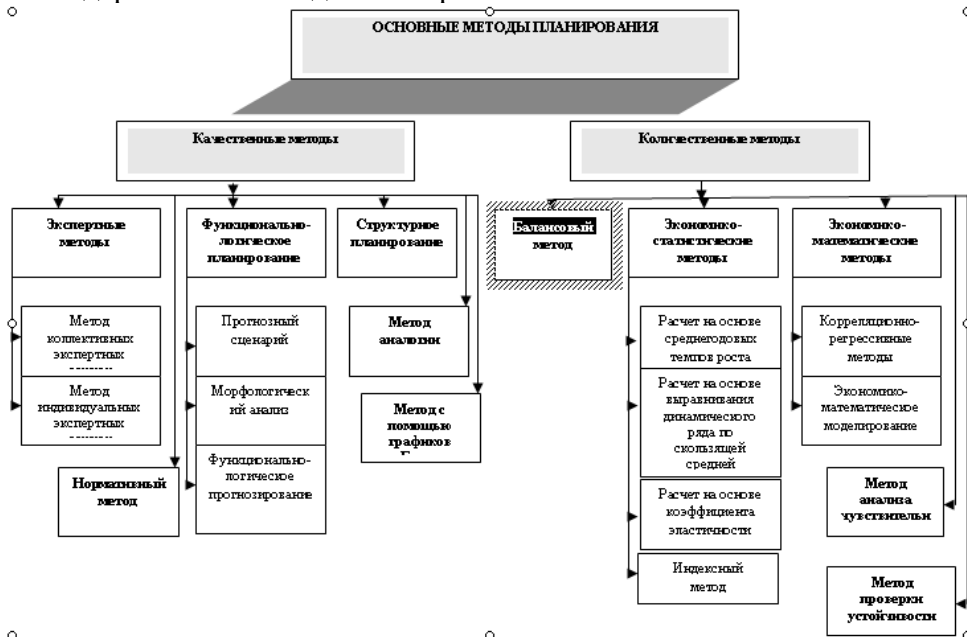 ОСНОВНЫЕ МЕТОДЫ ПЛАНИРОВАНИЯ
Качественные методы
Количественные методы
Экспертные
методы
Функционально-
логическое
планирование
Структурное
планирование
Балансовый
метод
Экономико-
статистические
методы
Экономико-
математические
методы
Метод
коллективных
экспертных
Метод
индивидуальных
экспертных
Нормативный
метод
Прогнозный
сценарий
Морфологическ
ий анализ
Функционально-
логическое
прогнозирование
Метод
аналогии
Метод с
помощью
графиков
Расчет на основе
среднегодовых
темпов роста
Расчет на основе
выравнивания
динамического
ряда по
скользящей
средней
Расчет на основе
коэффициента
эластичности
Индексный
метод
Корреляционно-
регрессивные
методы
Экономико-
математическое
моделирование
Метод
анализа
чувствительн
Метод
проверки
устойчивости